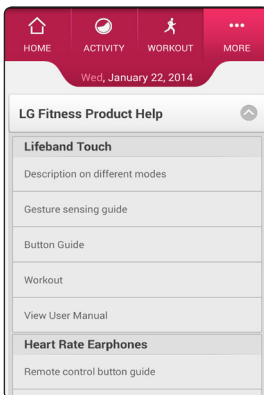 HOME ACTIVITY WORKOUT MORE
Wed, January 22, 2014
LG Fitness Product Help
Lifeband Touch
Description on different modes
Gesture sensing guide
Button Guide
Workout
View User Manual
Heart Rate Earphones
Remote control button guide